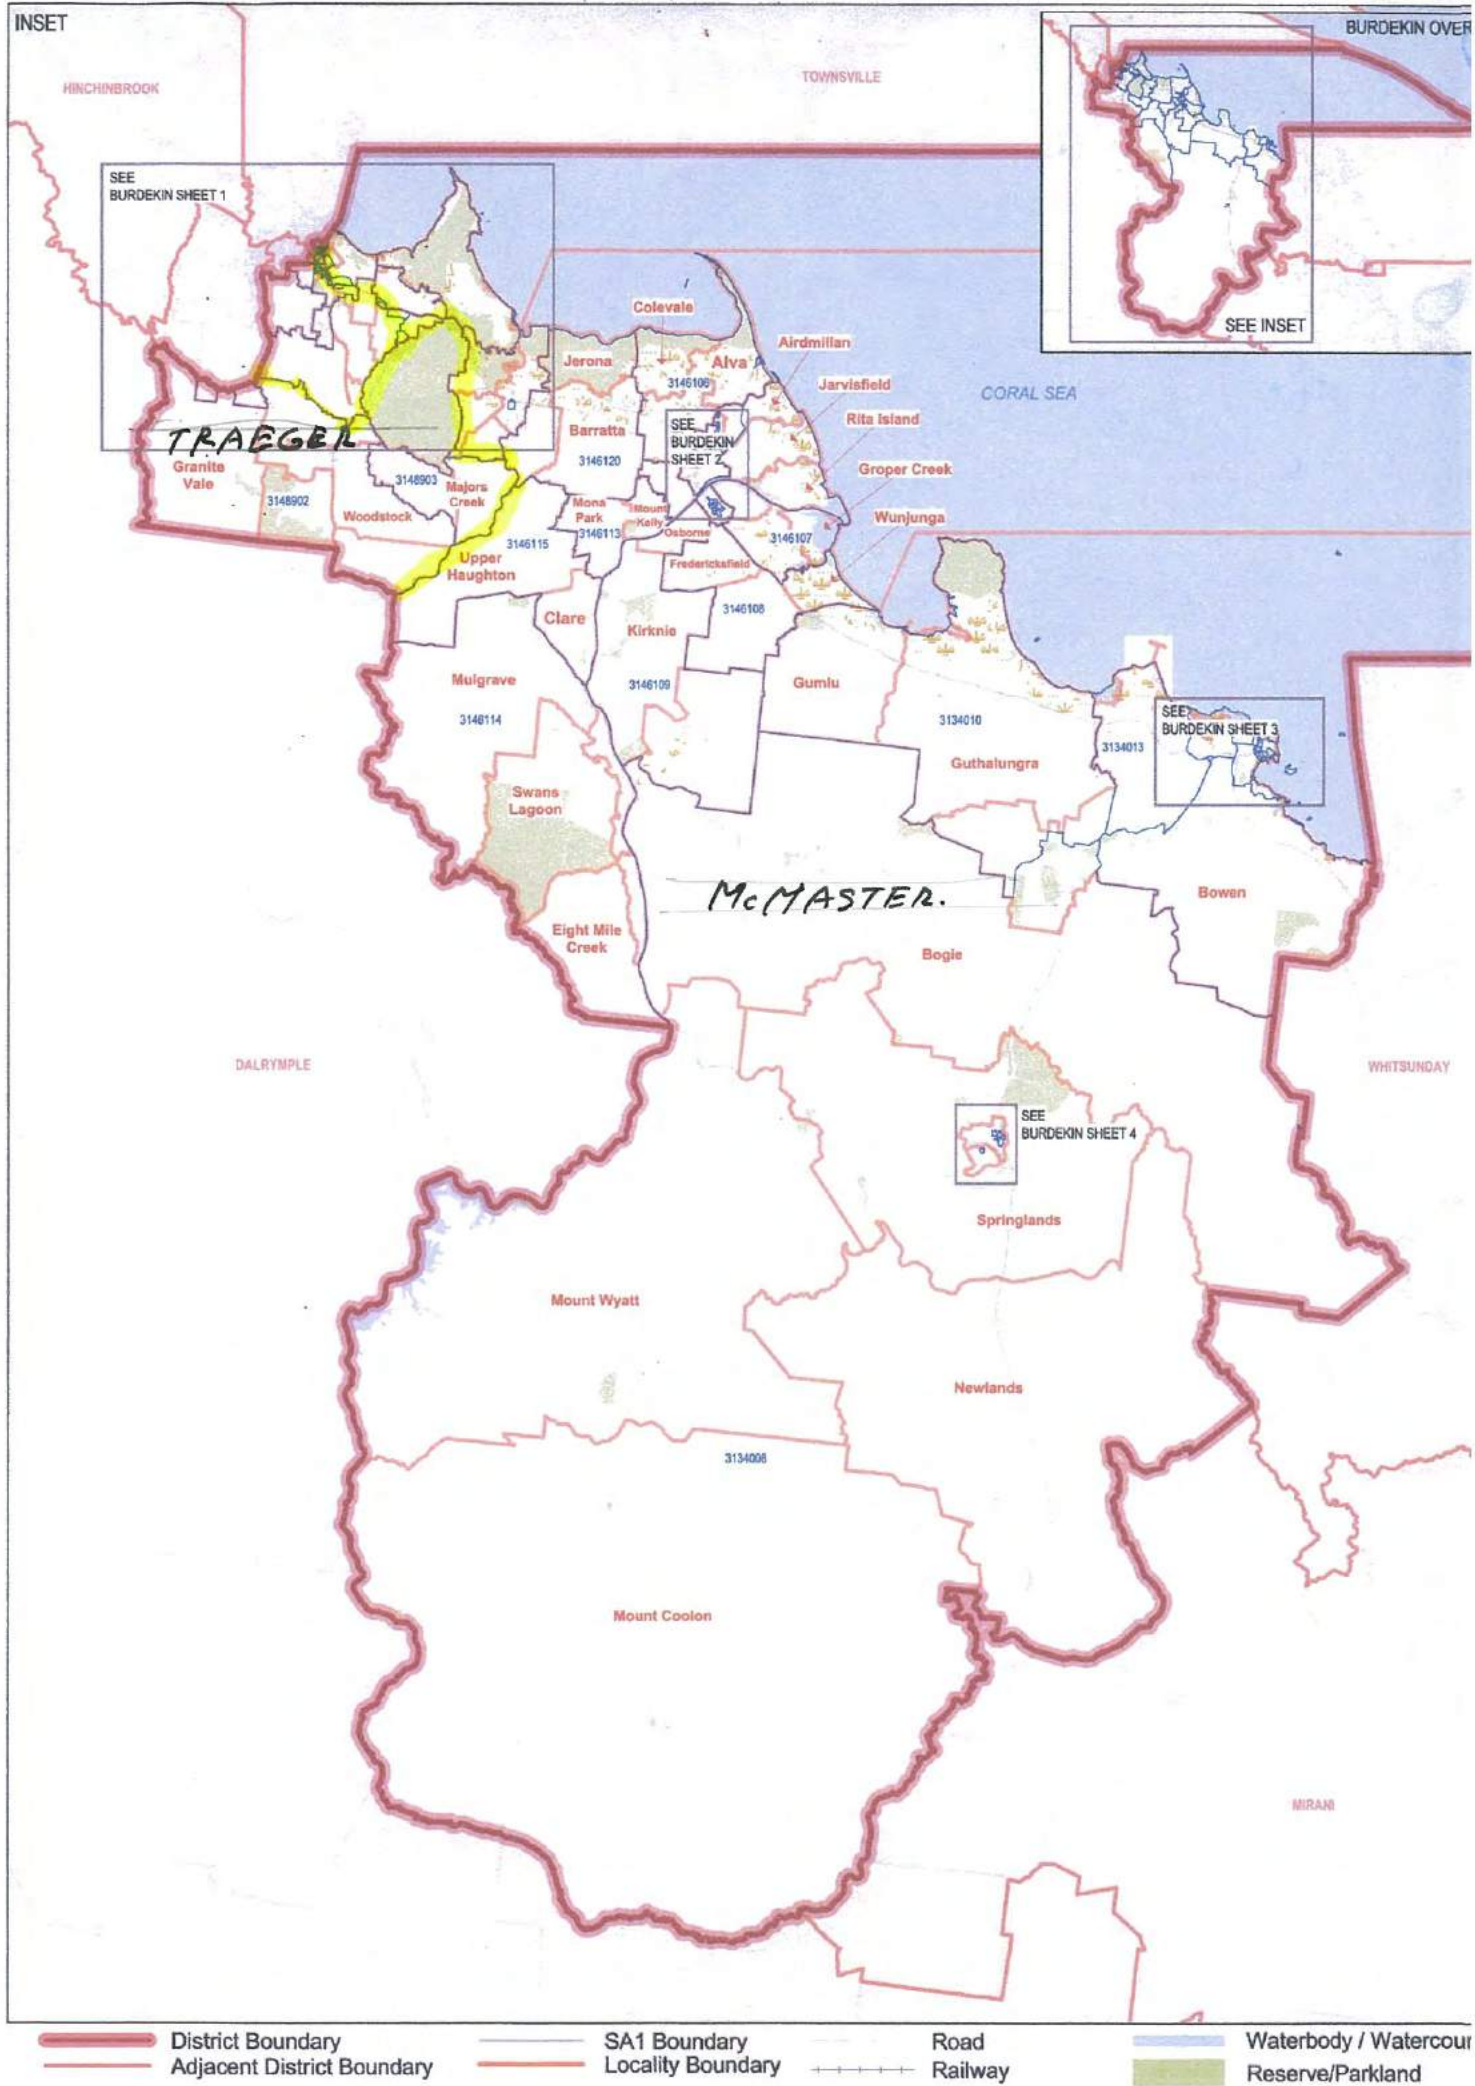 INSET
BURDEKIN OVER
HINCHINBROOK
TOWNSVILLE
SEE
BURDEKIN SHEET 1
SEE INSET
Colevale
Airdmillan
Jerona
Alva
3146106
Jarvisfield
CORAL SEA
Rita Island
SEE
BURDEKIN
SHEET 2
Barratta
3146120
TRAEGER
Granite
Vale
Groper Creek
3148903
Majors
Creek
3148902
Woodstock
Mona
Park
3146113
Mount
Kelly
Osborne
Wunjunga
3146107
3146115
Upper
Haughton
Fredericksfield
Clare
Kirknie
3146108
Mulgrave
3146109
Gumlu
3146114
3134010
SEE
BURDEKIN SHEET 3
3134013
Guthalungra
Swans
Lagoon
McMASTER.
Bowen
Eight Mile
Creek
Bogie
DALRYMPLE
WHITSUNDAY
SEE
BURDEKIN SHEET 4
Springlands
Mount Wyatt
Newlands
3134008
Mount Coolon
MIRANI
District Boundary
Adjacent District Boundary
SA1 Boundary
Locality Boundary
Road
Railway
Waterbody / Watercour
Reserve/Parkland